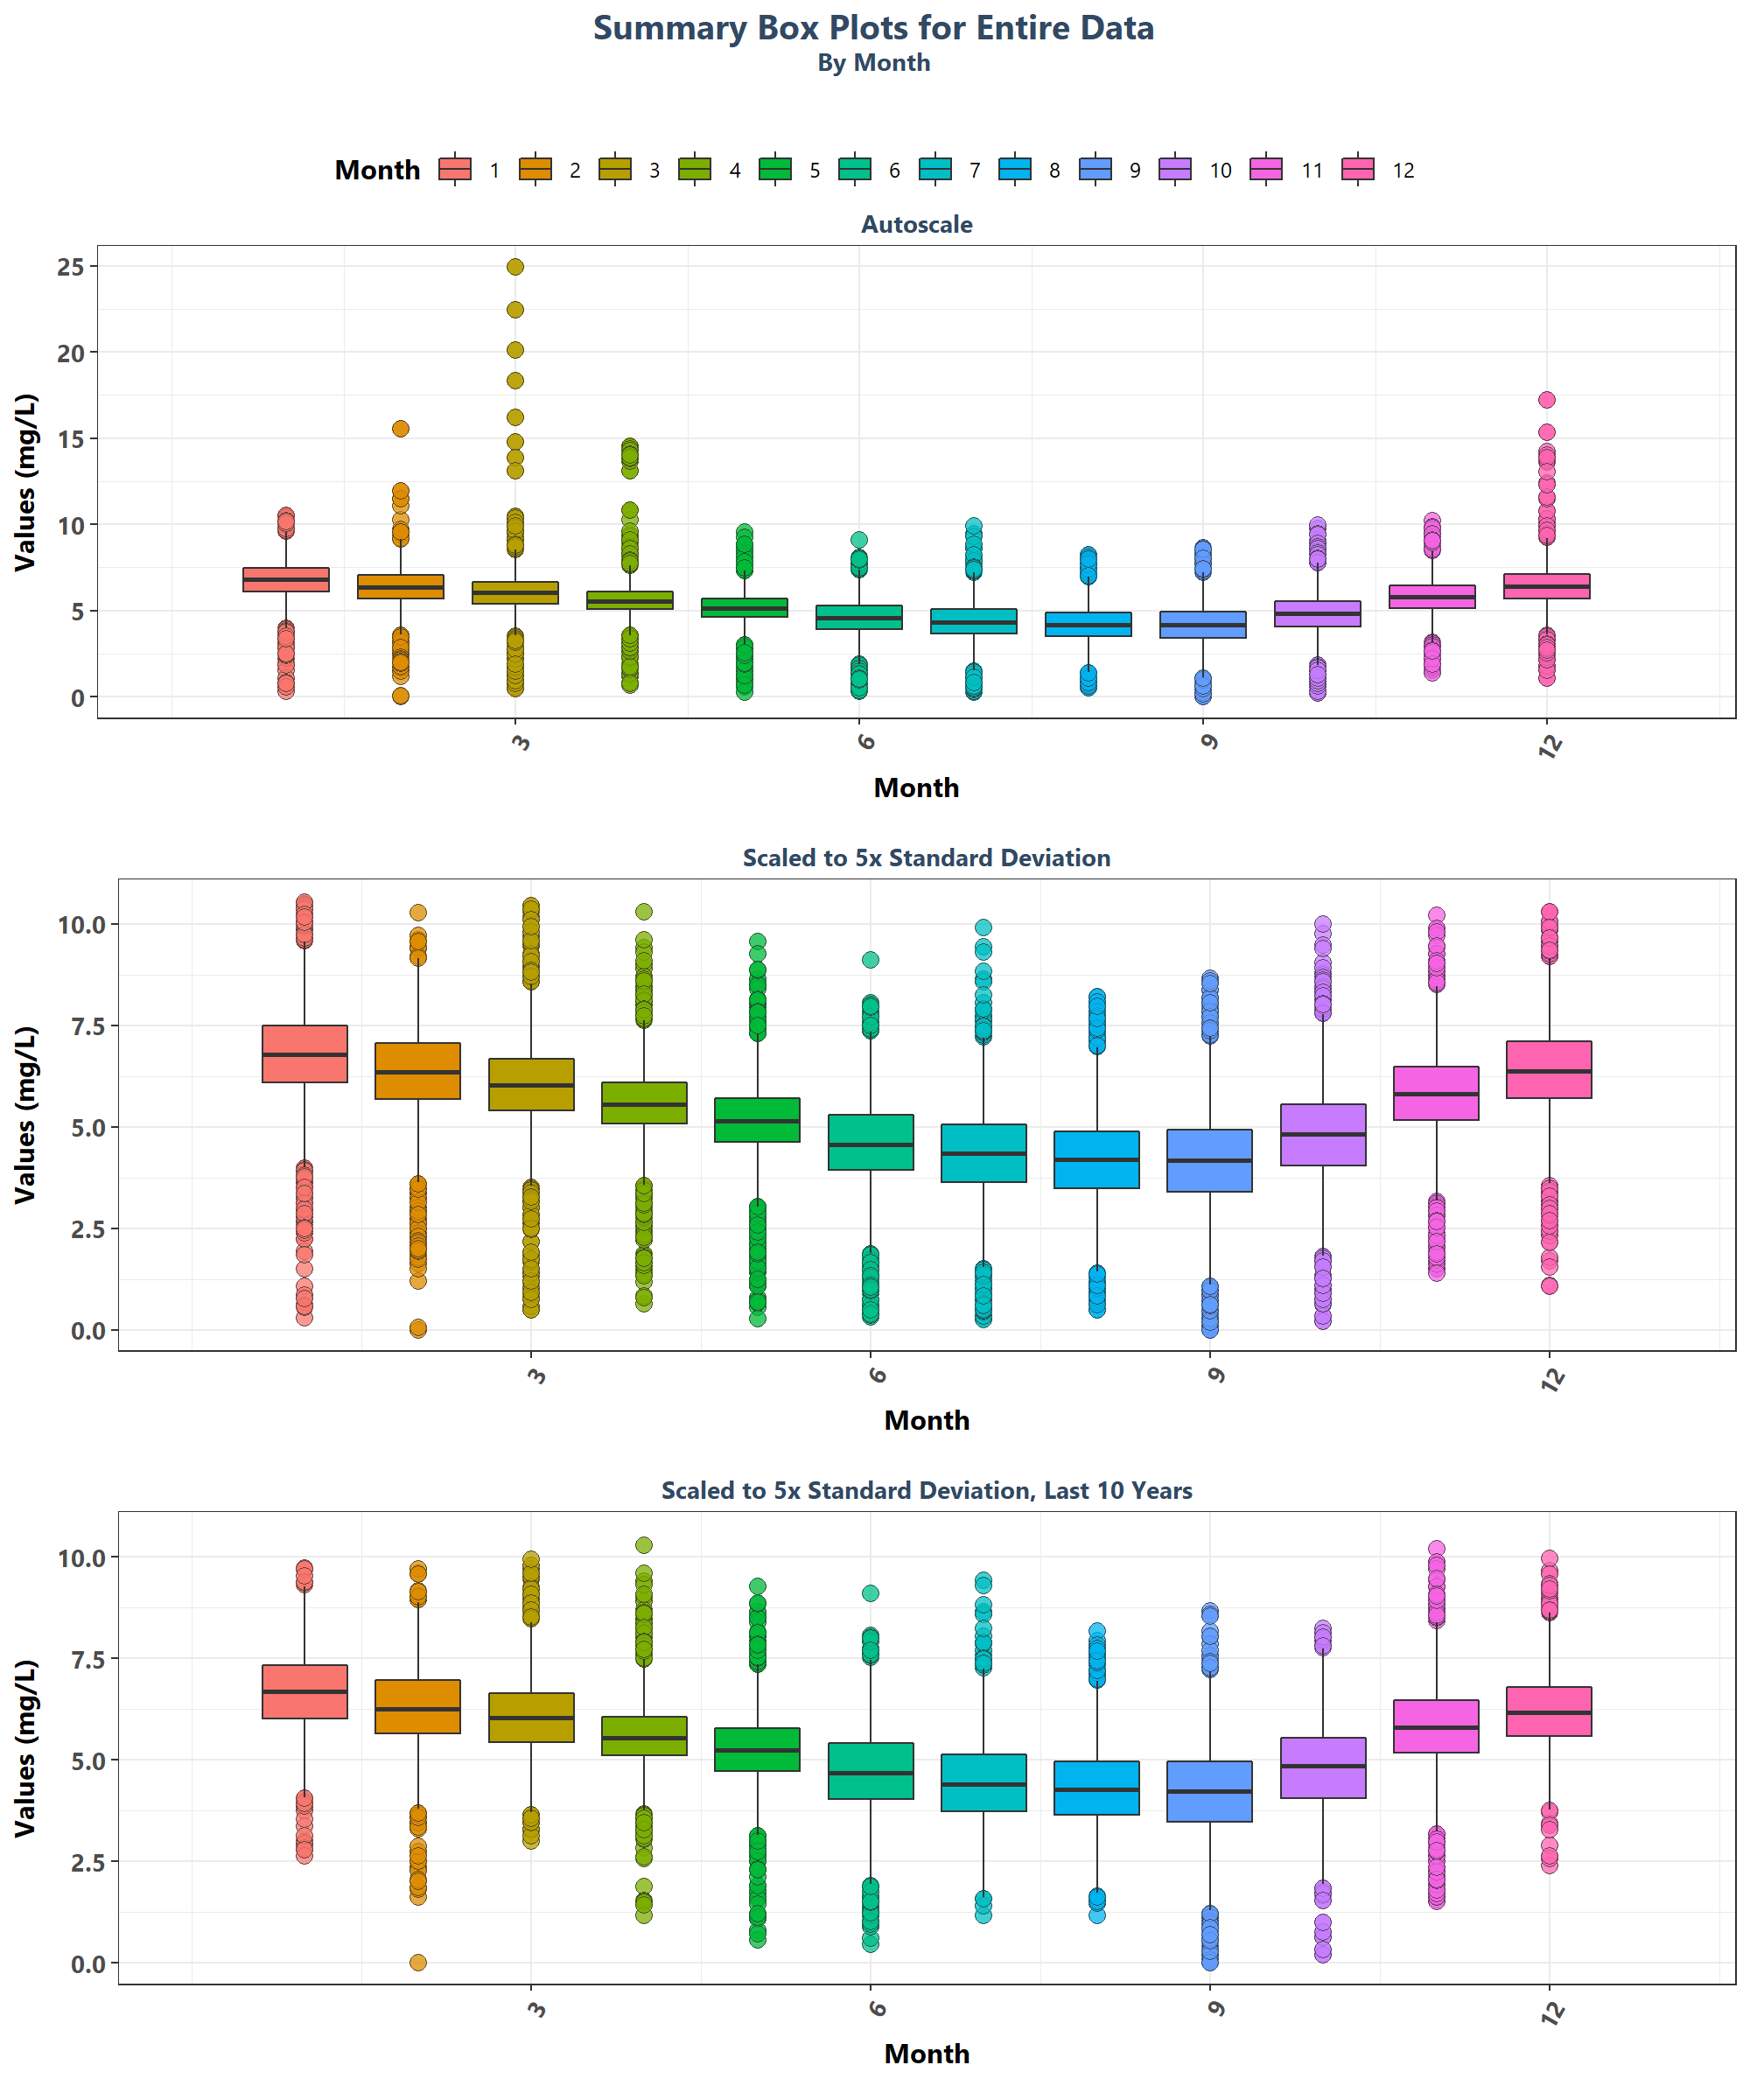 Summary Box Plots for Entire Data
By Month
Month 1 2 3 4 5 6 7 8 9 10 11 12
Autoscale
Values (mg/L)
25
20
15
10
5
0
3 6 9 12
Month
Scaled to 5x Standard Deviation
Values (mg/L)
10.0
7.5
5.0
2.5
0.0
3 6 9 12
Month
Scaled to 5x Standard Deviation, Last 10 Years
Values (mg/L)
10.0
7.5
5.0
2.5
0.0
3 6 9 12
Month